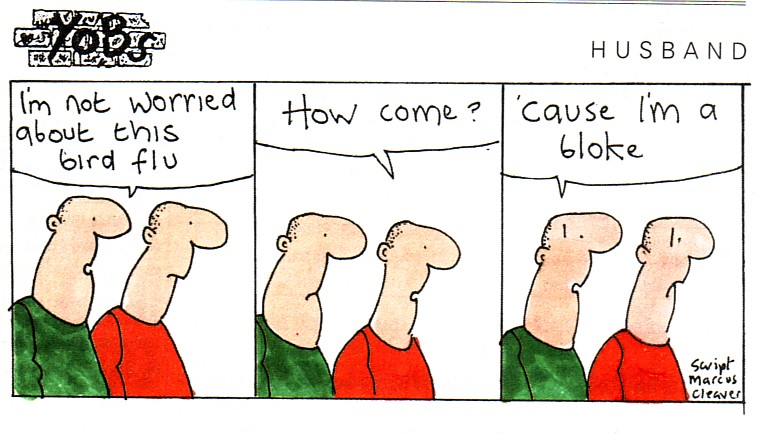 YOBS
HUSBAND
I'm not worried
about this
bird flu
How come?
'cause I'm a
bloke
Script
Marcus
Cleaver